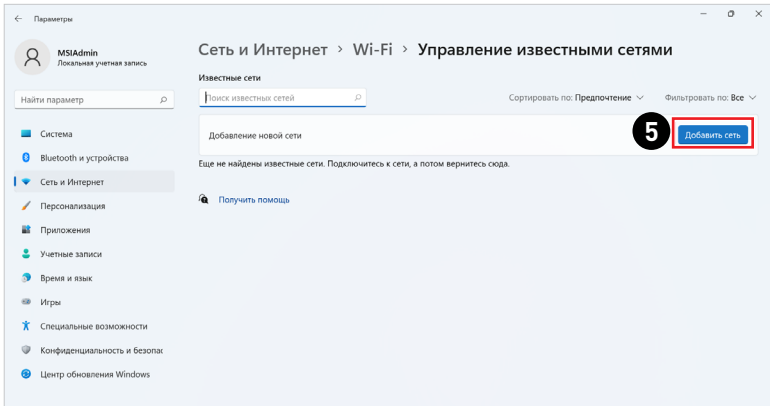 Параметры
MSIAdmin
Локальная учетная запись
Найти параметр
Система
Bluetooth и устройства
Сеть и Интернет
Персонализация
Приложения
Учетные записи
Время и язык
Игры
Специальные возможности
Конфиденциальность и безопас
Центр обновления Windows
Сеть и Интернет > Wi-Fi > Управление известными сетями
Известные сети
Поиск известных сетей
Сортировать по: Предпочтение
Фильтровать по: Все
Добавление новой сети
5
Добавить сеть
Еще не найдены известные сети. Подключитесь к сети, а потом вернитесь сюда.
Получить помощь